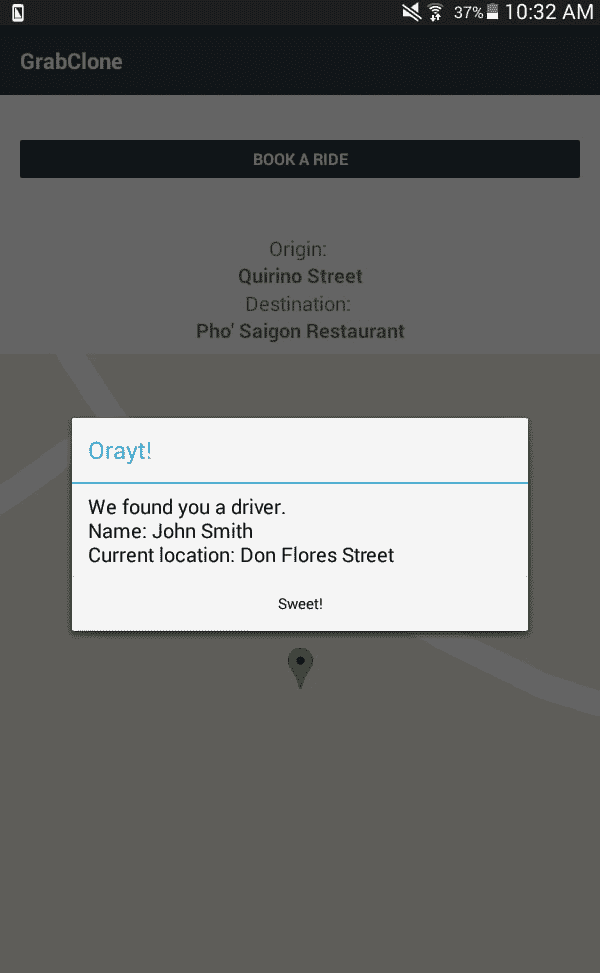 37% 10:32 AM
GrabClone
BOOK A RIDE
Origin:
Quirino Street
Destination:
Pho' Saigon Restaurant
Orayt!
We found you a driver.
Name: John Smith
Current location: Don Flores Street
Sweet!